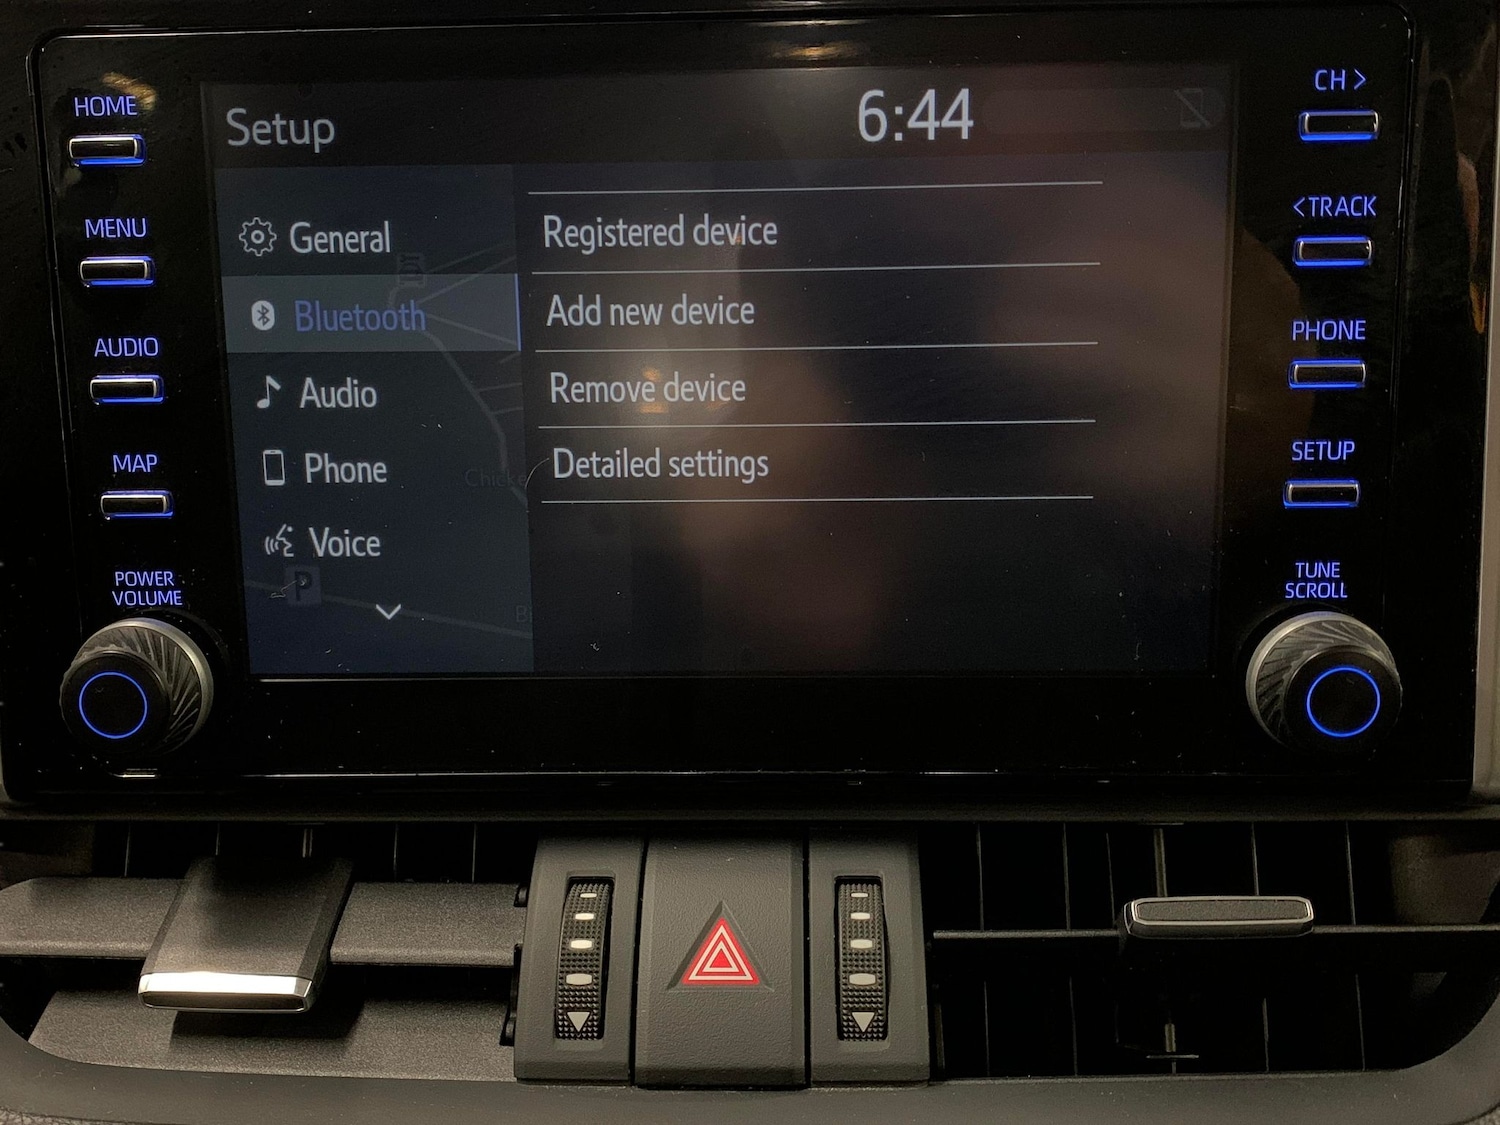 HOME
MENU
AUDIO
MAP
POWER
VOLUME
Setup
6:44
General
Bluetooth
Audio
Phone
Voice
P
Registered device
Add new device
Remove device
Detailed settings
CH >
<TRACK
PHONE
SETUP
TUNE
SCROLL